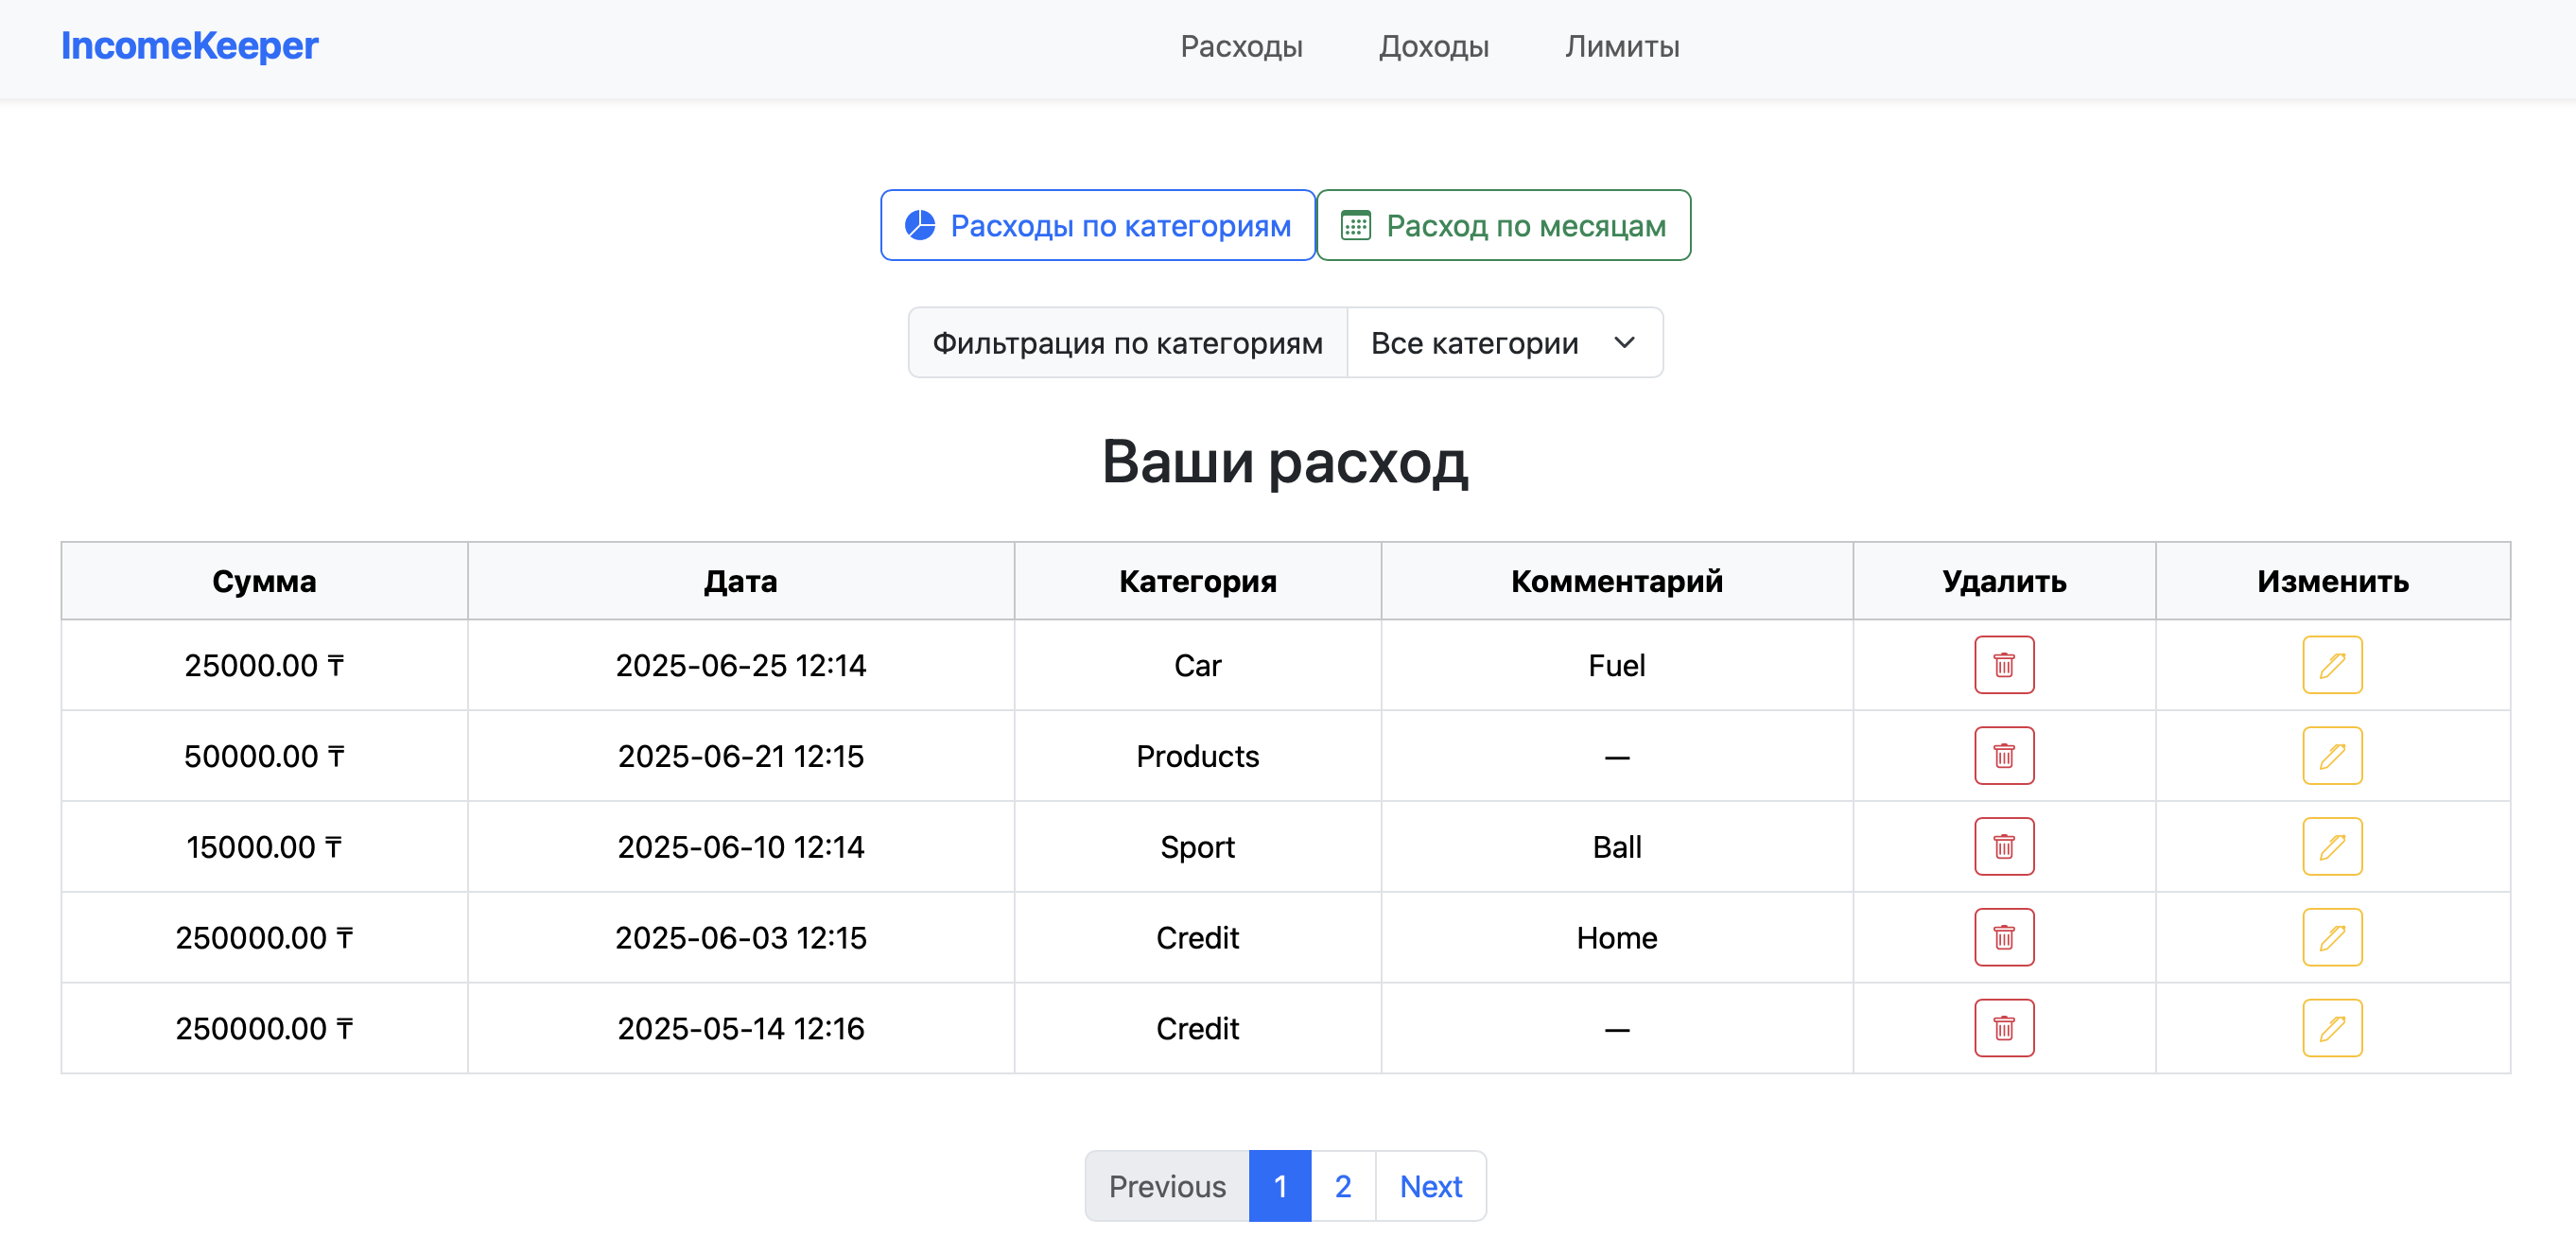 IncomeKeeper Расходы Доходы Лимиты
Расходы по категориям Расход по месяцам
Фильтрация по категориям Все категории
Ваши расход
Сумма Дата Категория Комментарий Удалить Изменить
25000.00 ₸ 2025-06-25 12:14 Car Fuel
50000.00 ₸ 2025-06-21 12:15 Products —
15000.00 ₸ 2025-06-10 12:14 Sport Ball
250000.00 ₸ 2025-06-03 12:15 Credit Home
250000.00 ₸ 2025-05-14 12:16 Credit —
Previous 1 2 Next